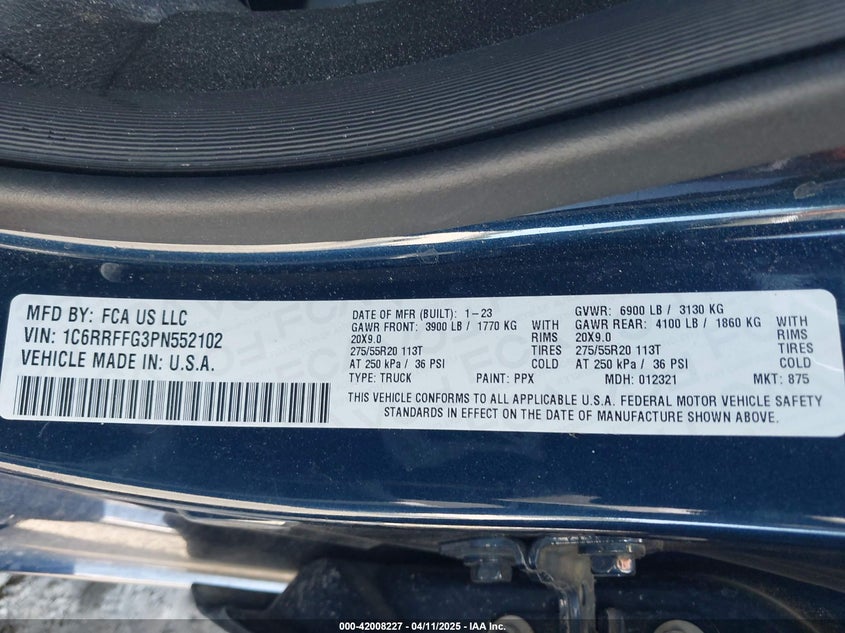 MFD BY: FCA US LLC
VIN: 1C6RRFFG3PN552102
VEHICLE MADE IN U.S.A.
DATE OF MFR (BUILT): 1-23 GVWR: 6900 LB / 3130 KG
GAWR FRONT: 3900 LB / 1770 KG WITH GAWR REAR: 4100 LB / 1860 KG WITH
20X9.0 RIMS 20X9.0 RIMS
275/55R20 113T TIRES 275/55R20 113T TIRES
AT 250 kPa / 36 PSI COLD AT 250 kPa / 36 PSI COLD
TYPE: TRUCK PAINT: PPX MDH: 012321 MKT: 875
THIS VEHICLE CONFORMS TO ALL APPLICABLE U.S.A. FEDERAL MOTOR VEHICLE SAFETY
STANDARDS IN EFFECT ON THE DATE OF MANUFACTURE SHOWN ABOVE.
000-42008227 - 04/11/2025 - IAA Inc.